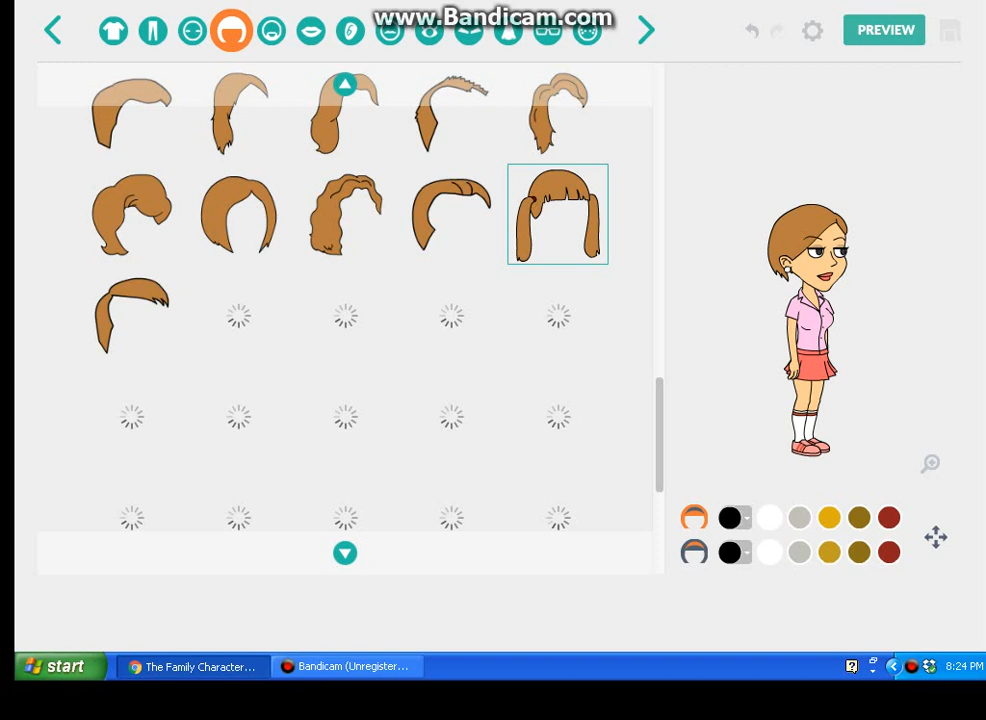 www.Bandicam.com
PREVIEW
start
The Family Character...
Bandicam (Unregister...
?
8:24 PM